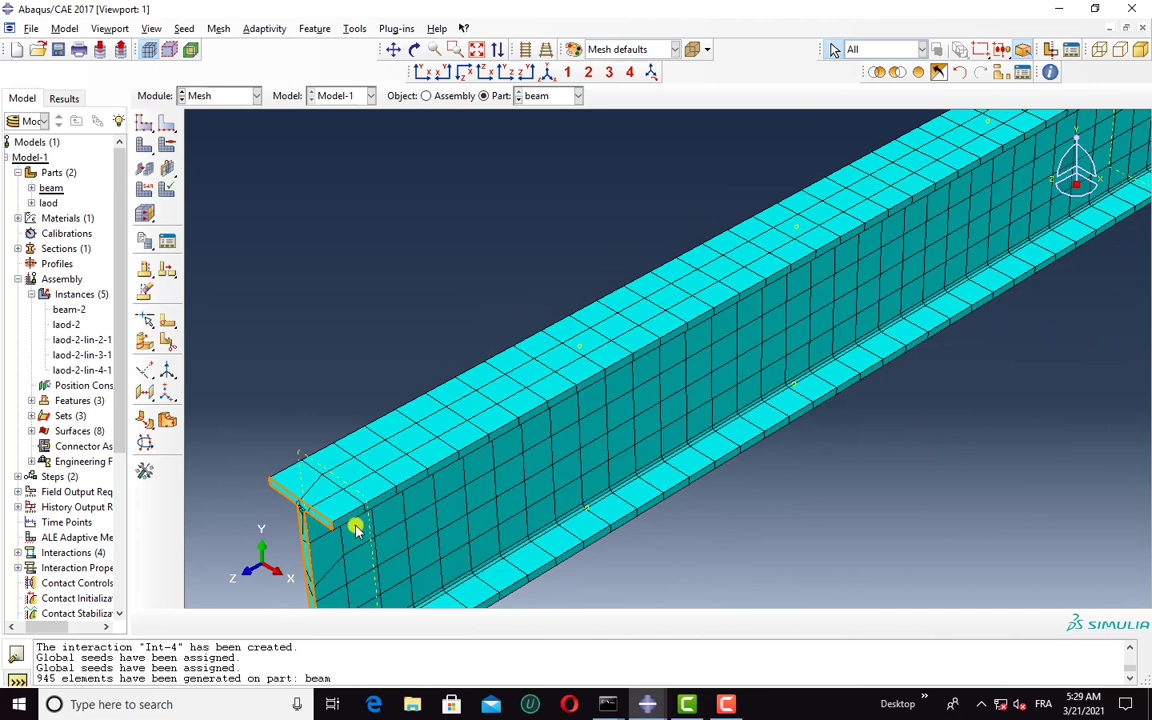 Abaqus/CAE 2017 [Viewport: 1]
File Model Viewport View Seed Mesh Adaptivity Feature Tools Plug-ins Help
Mesh defaults All
1 2 3 4
Model Results Module: Mesh Model: Model-1 Object: Assembly Part: beam
Models (1)
Model-1
Parts (2)
beam
laod
Materials (1)
Calibrations
Sections (1)
Profiles
Assembly
Instances (5)
beam-2
laod-2
laod-2-lin-2-1
laod-2-lin-3-1
laod-2-lin-4-1
Position Cons
Features (3)
Sets (3)
Surfaces (8)
Connector As
Engineering F
Steps (2)
Field Output Req
History Output R
Time Points
ALE Adaptive Me
Interactions (4)
Interaction Prope
Contact Controls
Contact Initializa
Contact Stabiliza
Y
Z X
SIMULIA
The interaction "Int-4" has been created.
Global seeds have been assigned.
Global seeds have been assigned.
945 elements have been generated on part: beam
Type here to search
Desktop
FRA
5:29 AM
3/21/2021